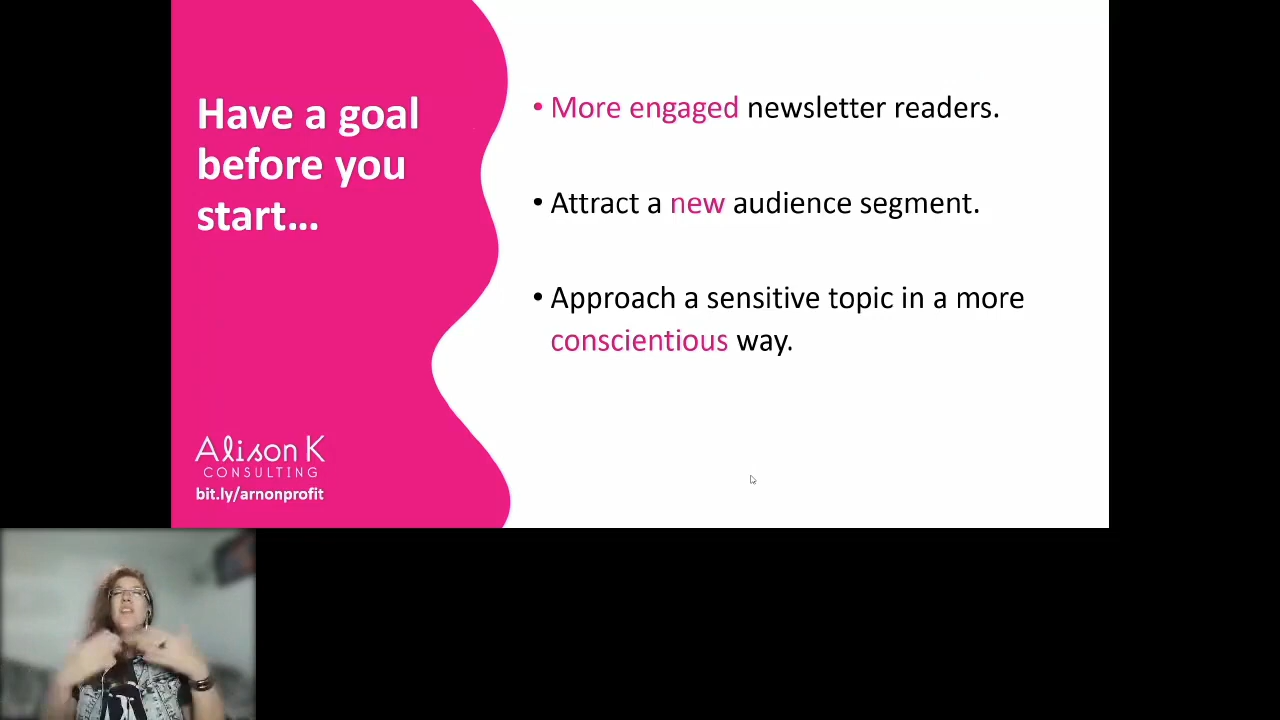 Have a goal
before you
start...
• More engaged newsletter readers.
• Attract a new audience segment.
• Approach a sensitive topic in a more
conscientious way.
Alison K
CONSULTING
bit.ly/arnonprofit